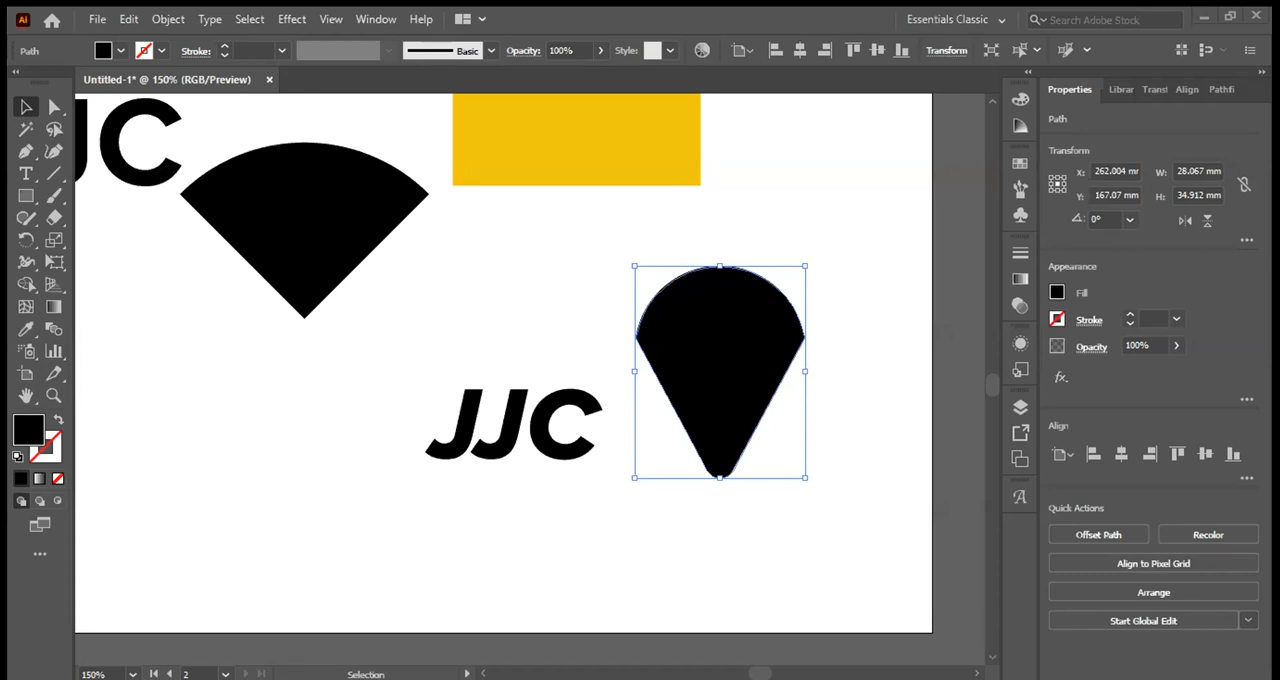 Ai File Edit Object Type Select Effect View Window Help Essentials Classic Search Adobe Stock
Path Stroke: Basic Opacity: 100% Style: Transform
Untitled-1* @ 150% (RGB/Preview) ×
Properties Librar Transf Align Pathfi
Path
Transform
X: 262.004 mr W: 28.067 mm
Y: 167.07 mm H: 34.912 mm
0°
Appearance
Fill
Stroke
Opacity 100%
fx.
Align
Quick Actions
Offset Path Recolor
Align to Pixel Grid
Arrange
Start Global Edit
JC
JJC
150% 2 Selection